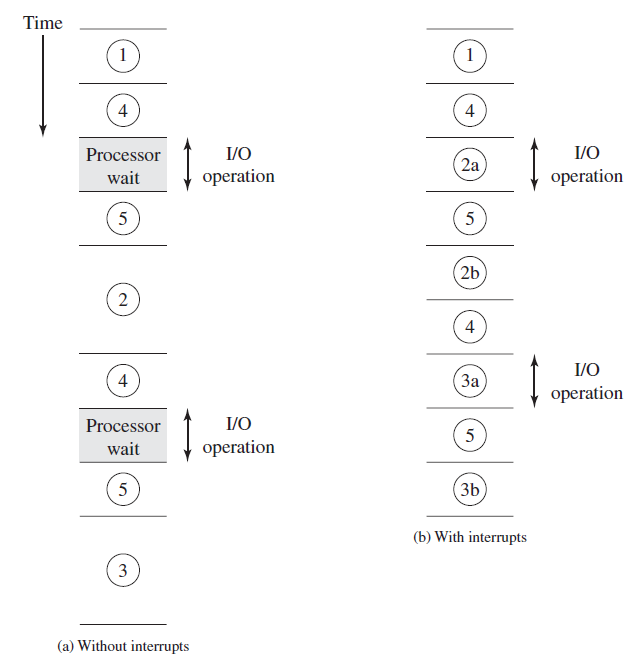 Time
1
4
Processor
wait
I/O
operation
5
2
4
Processor
wait
I/O
operation
5
3
(a) Without interrupts
1
4
2a
I/O
operation
5
2b
4
3a
I/O
operation
5
3b
(b) With interrupts